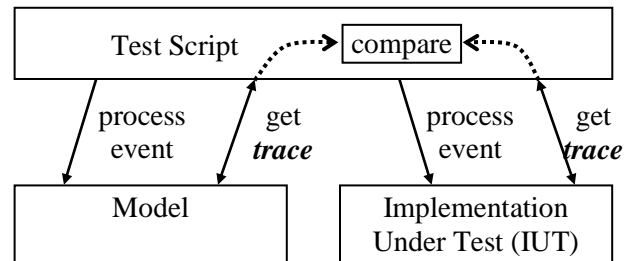 Test Script
compare
process
event
get
trace
process
event
get
trace
Model
Implementation
Under Test (IUT)